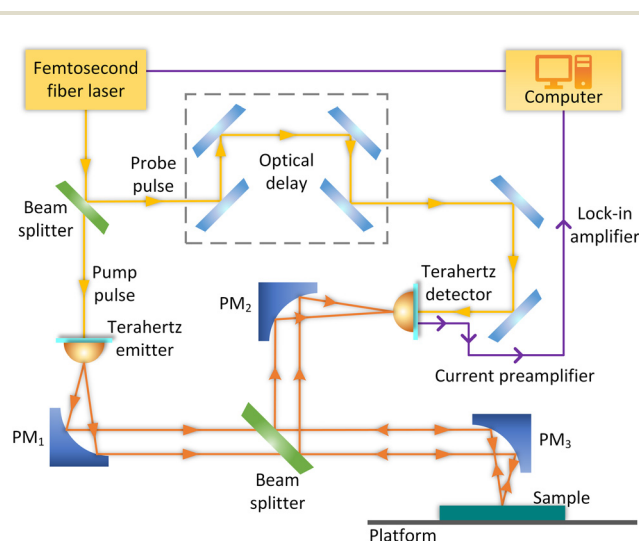 Femtosecond
fiber laser
Computer
Probe
pulse
Optical
delay
Beam
splitter
Lock-in
amplifier
Pump
pulse
Terahertz
detector
PM2
Terahertz
emitter
Current preamplifier
PM1
PM3
Beam
splitter
Sample
Platform